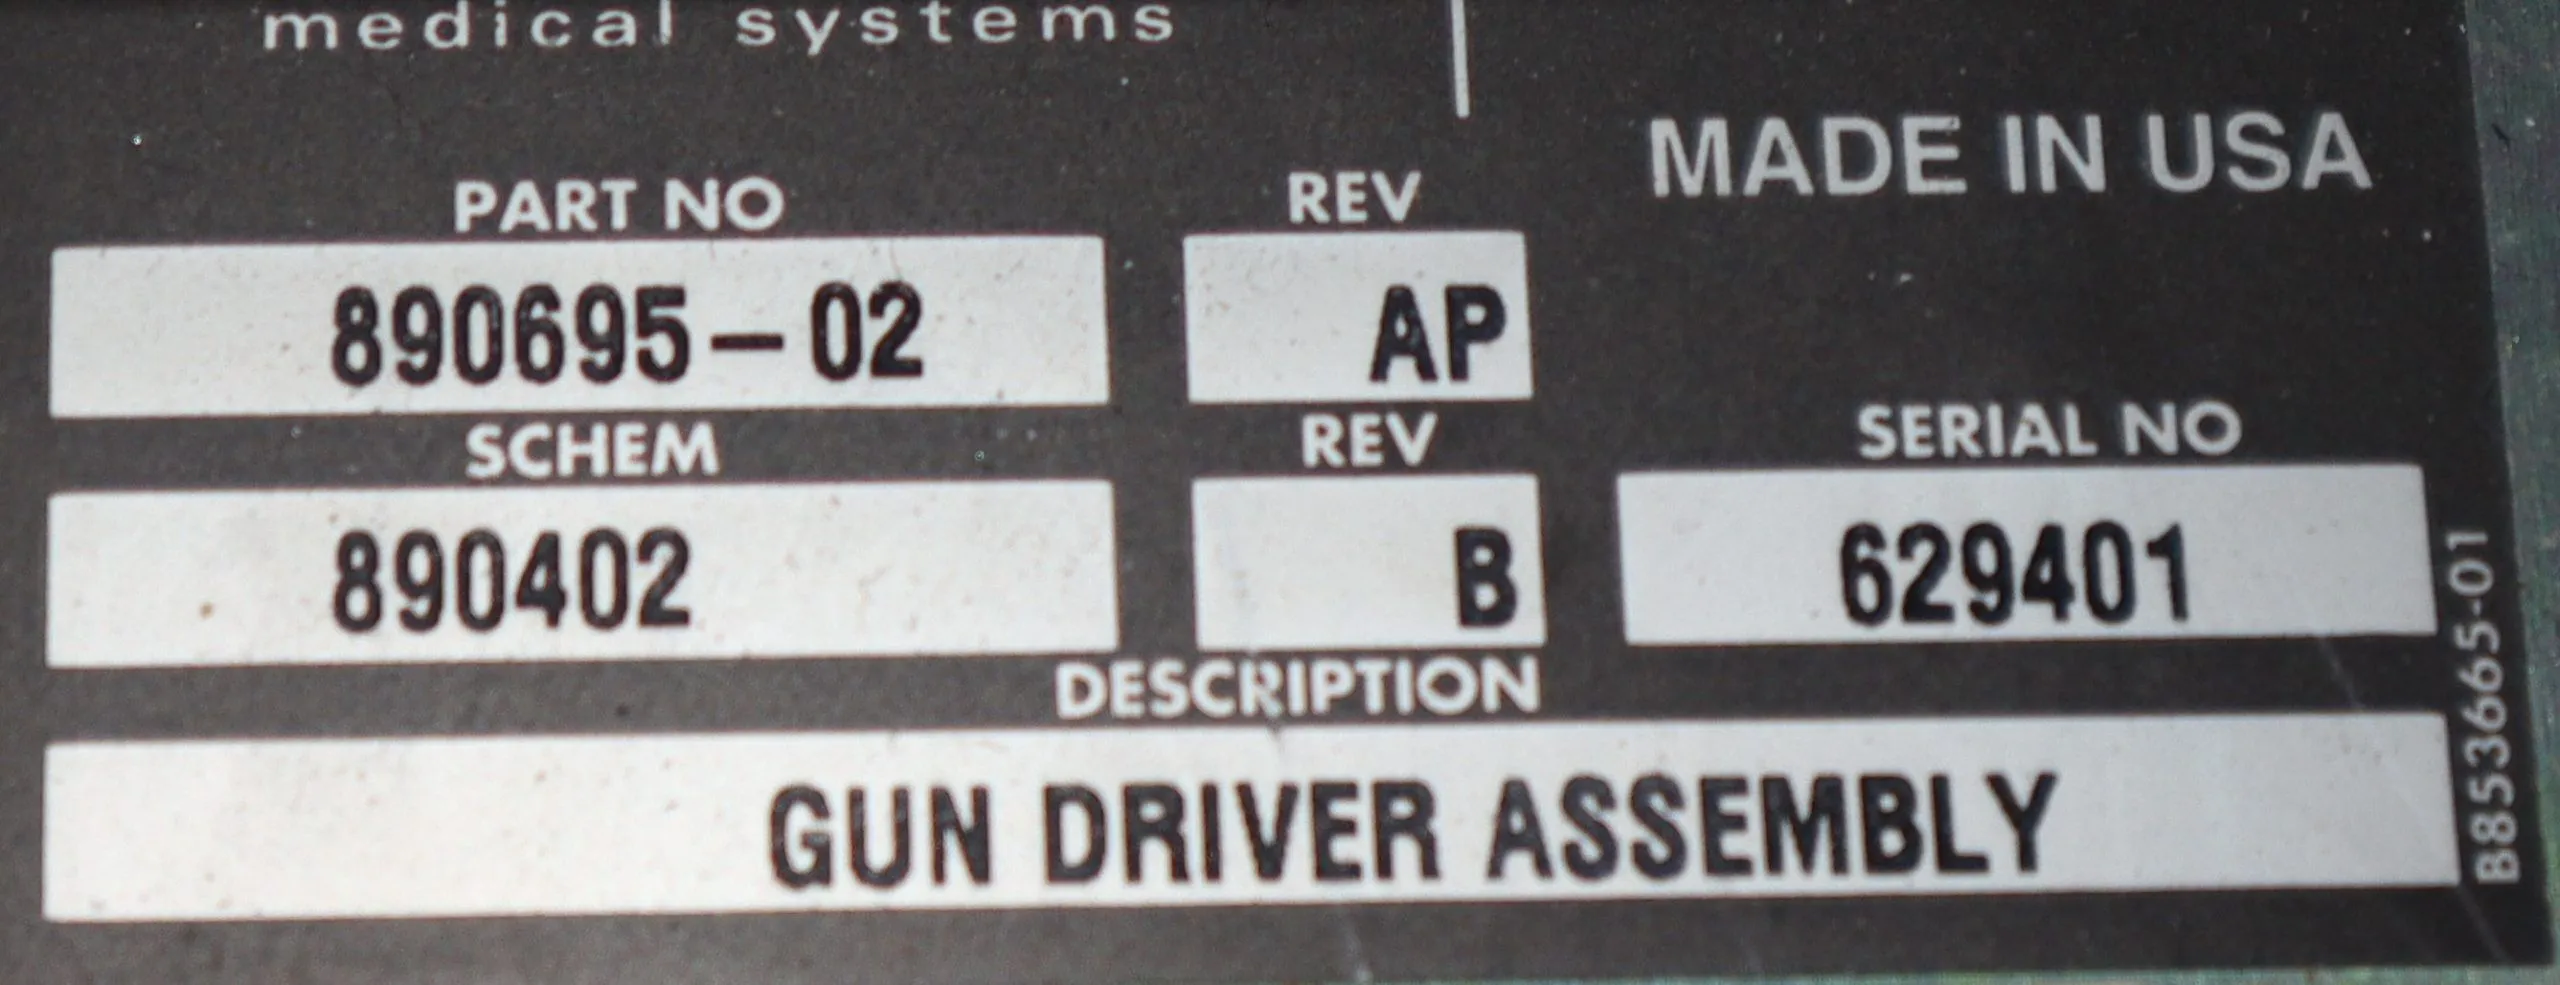 medical systems
MADE IN USA
PART NO REV
890695-02 AP
SCHEM REV SERIAL NO
890402 B 629401
DESCRIPTION
GUN DRIVER ASSEMBLY
B853665-01